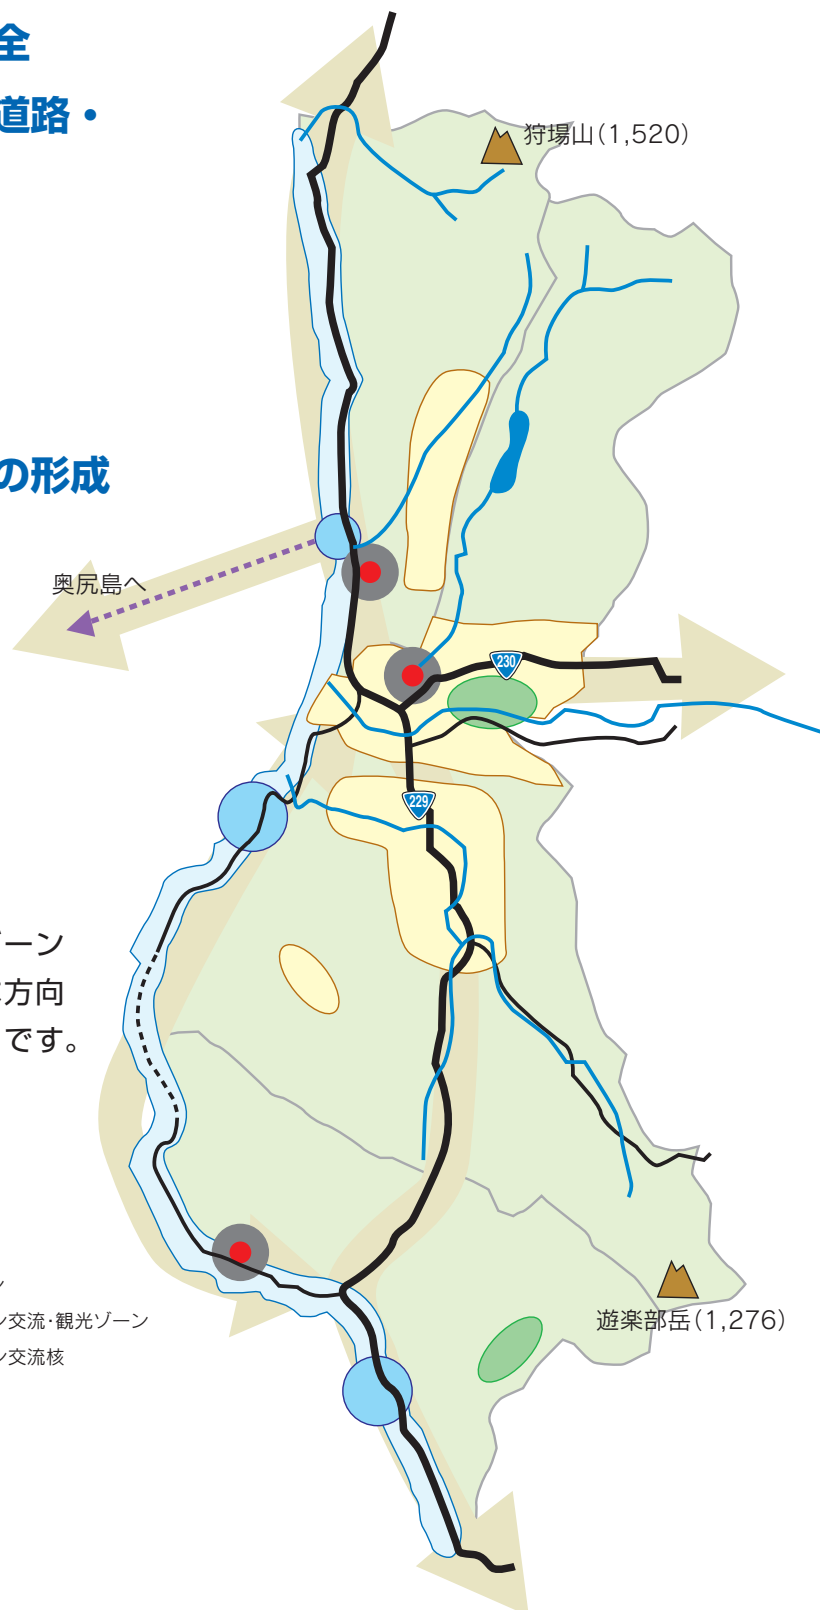 全
道路・
狩場山(1,520)
の形成
奥尻島へ
230
229
ゾーン
方向
です。
ン交流・観光ゾーン
ン交流核
遊楽部岳(1,276)